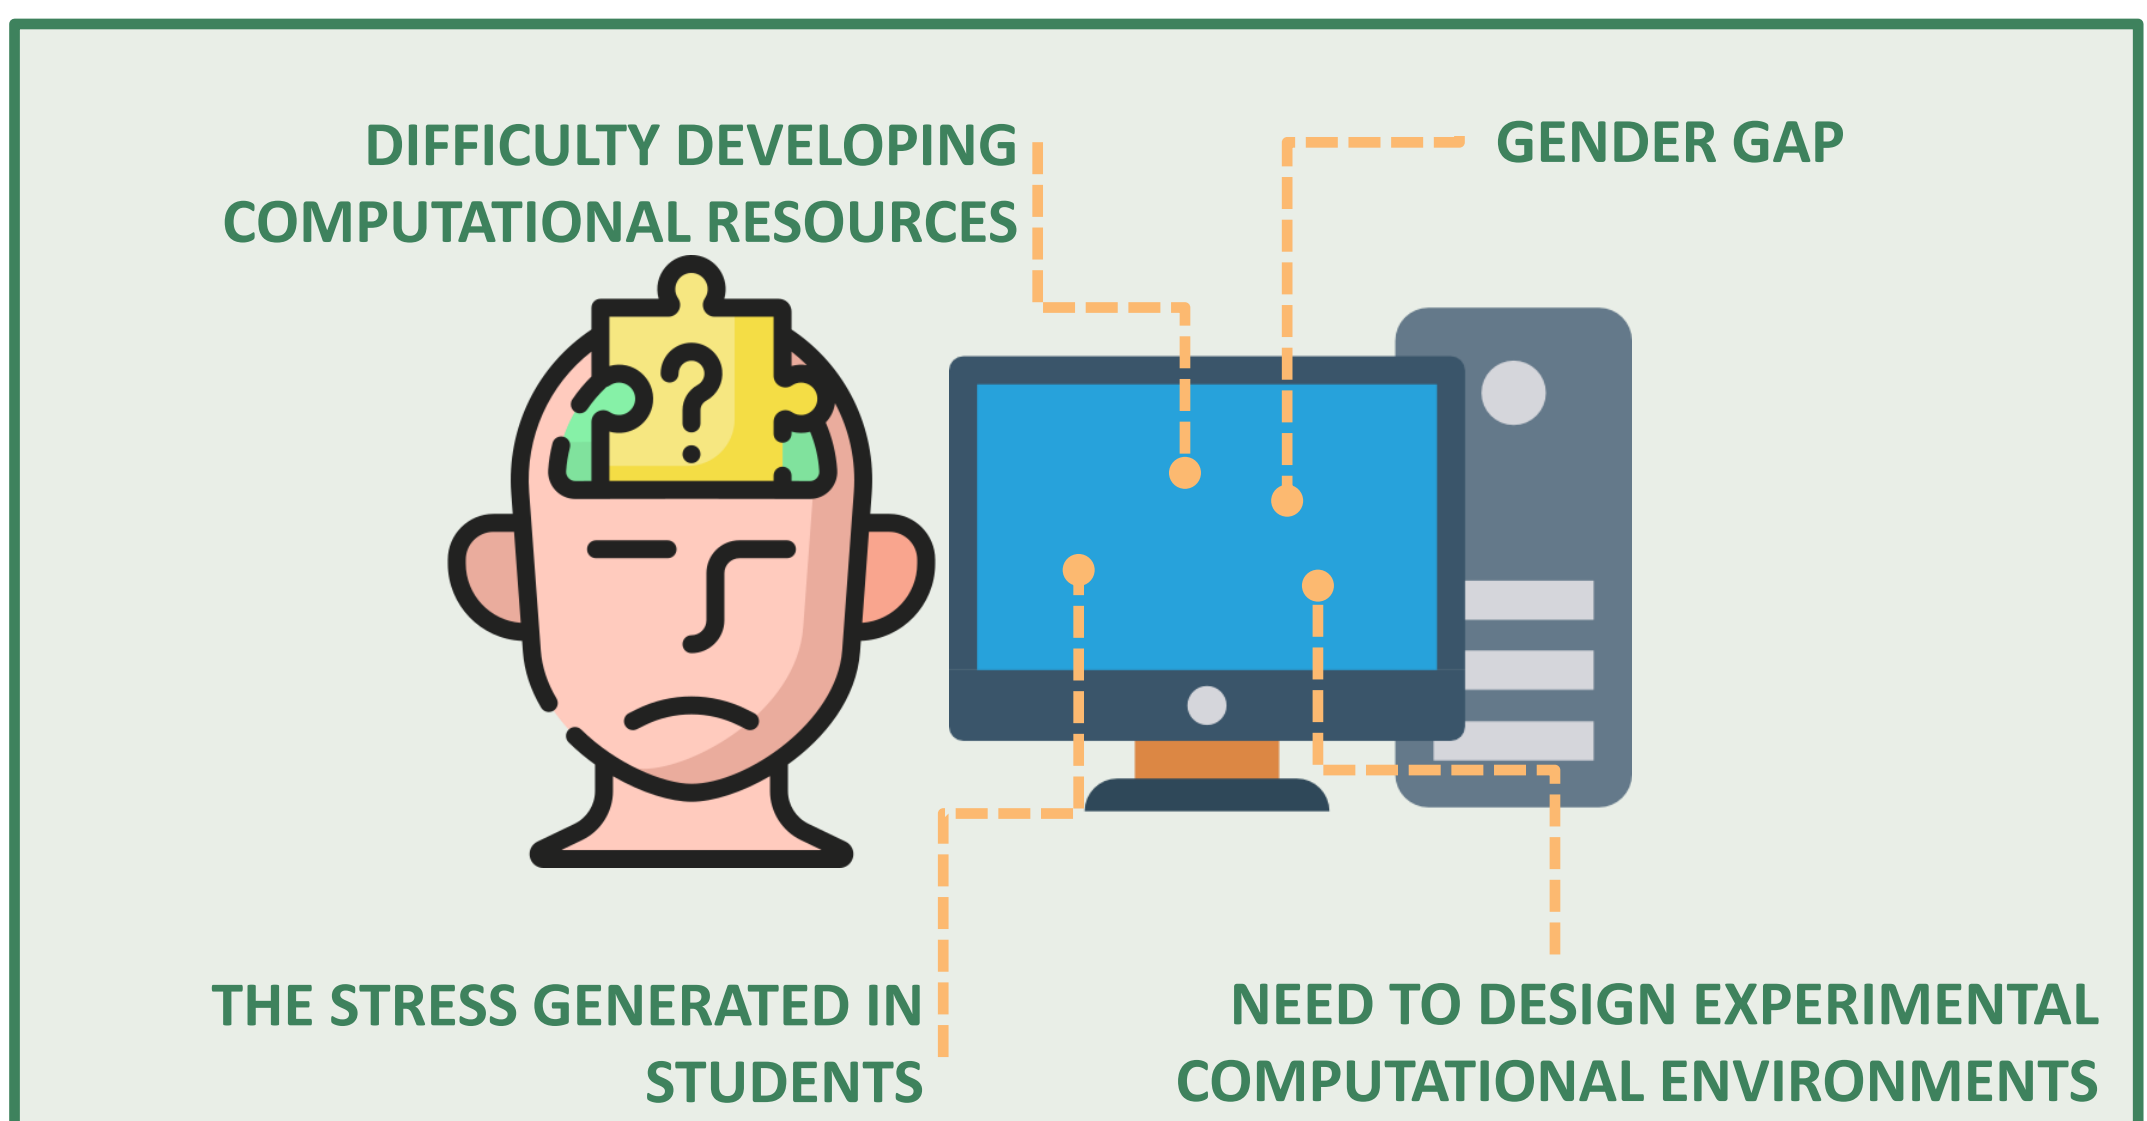 DIFFICULTY DEVELOPING
COMPUTATIONAL RESOURCES
GENDER GAP
?
THE STRESS GENERATED IN
STUDENTS
NEED TO DESIGN EXPERIMENTAL
COMPUTATIONAL ENVIRONMENTS